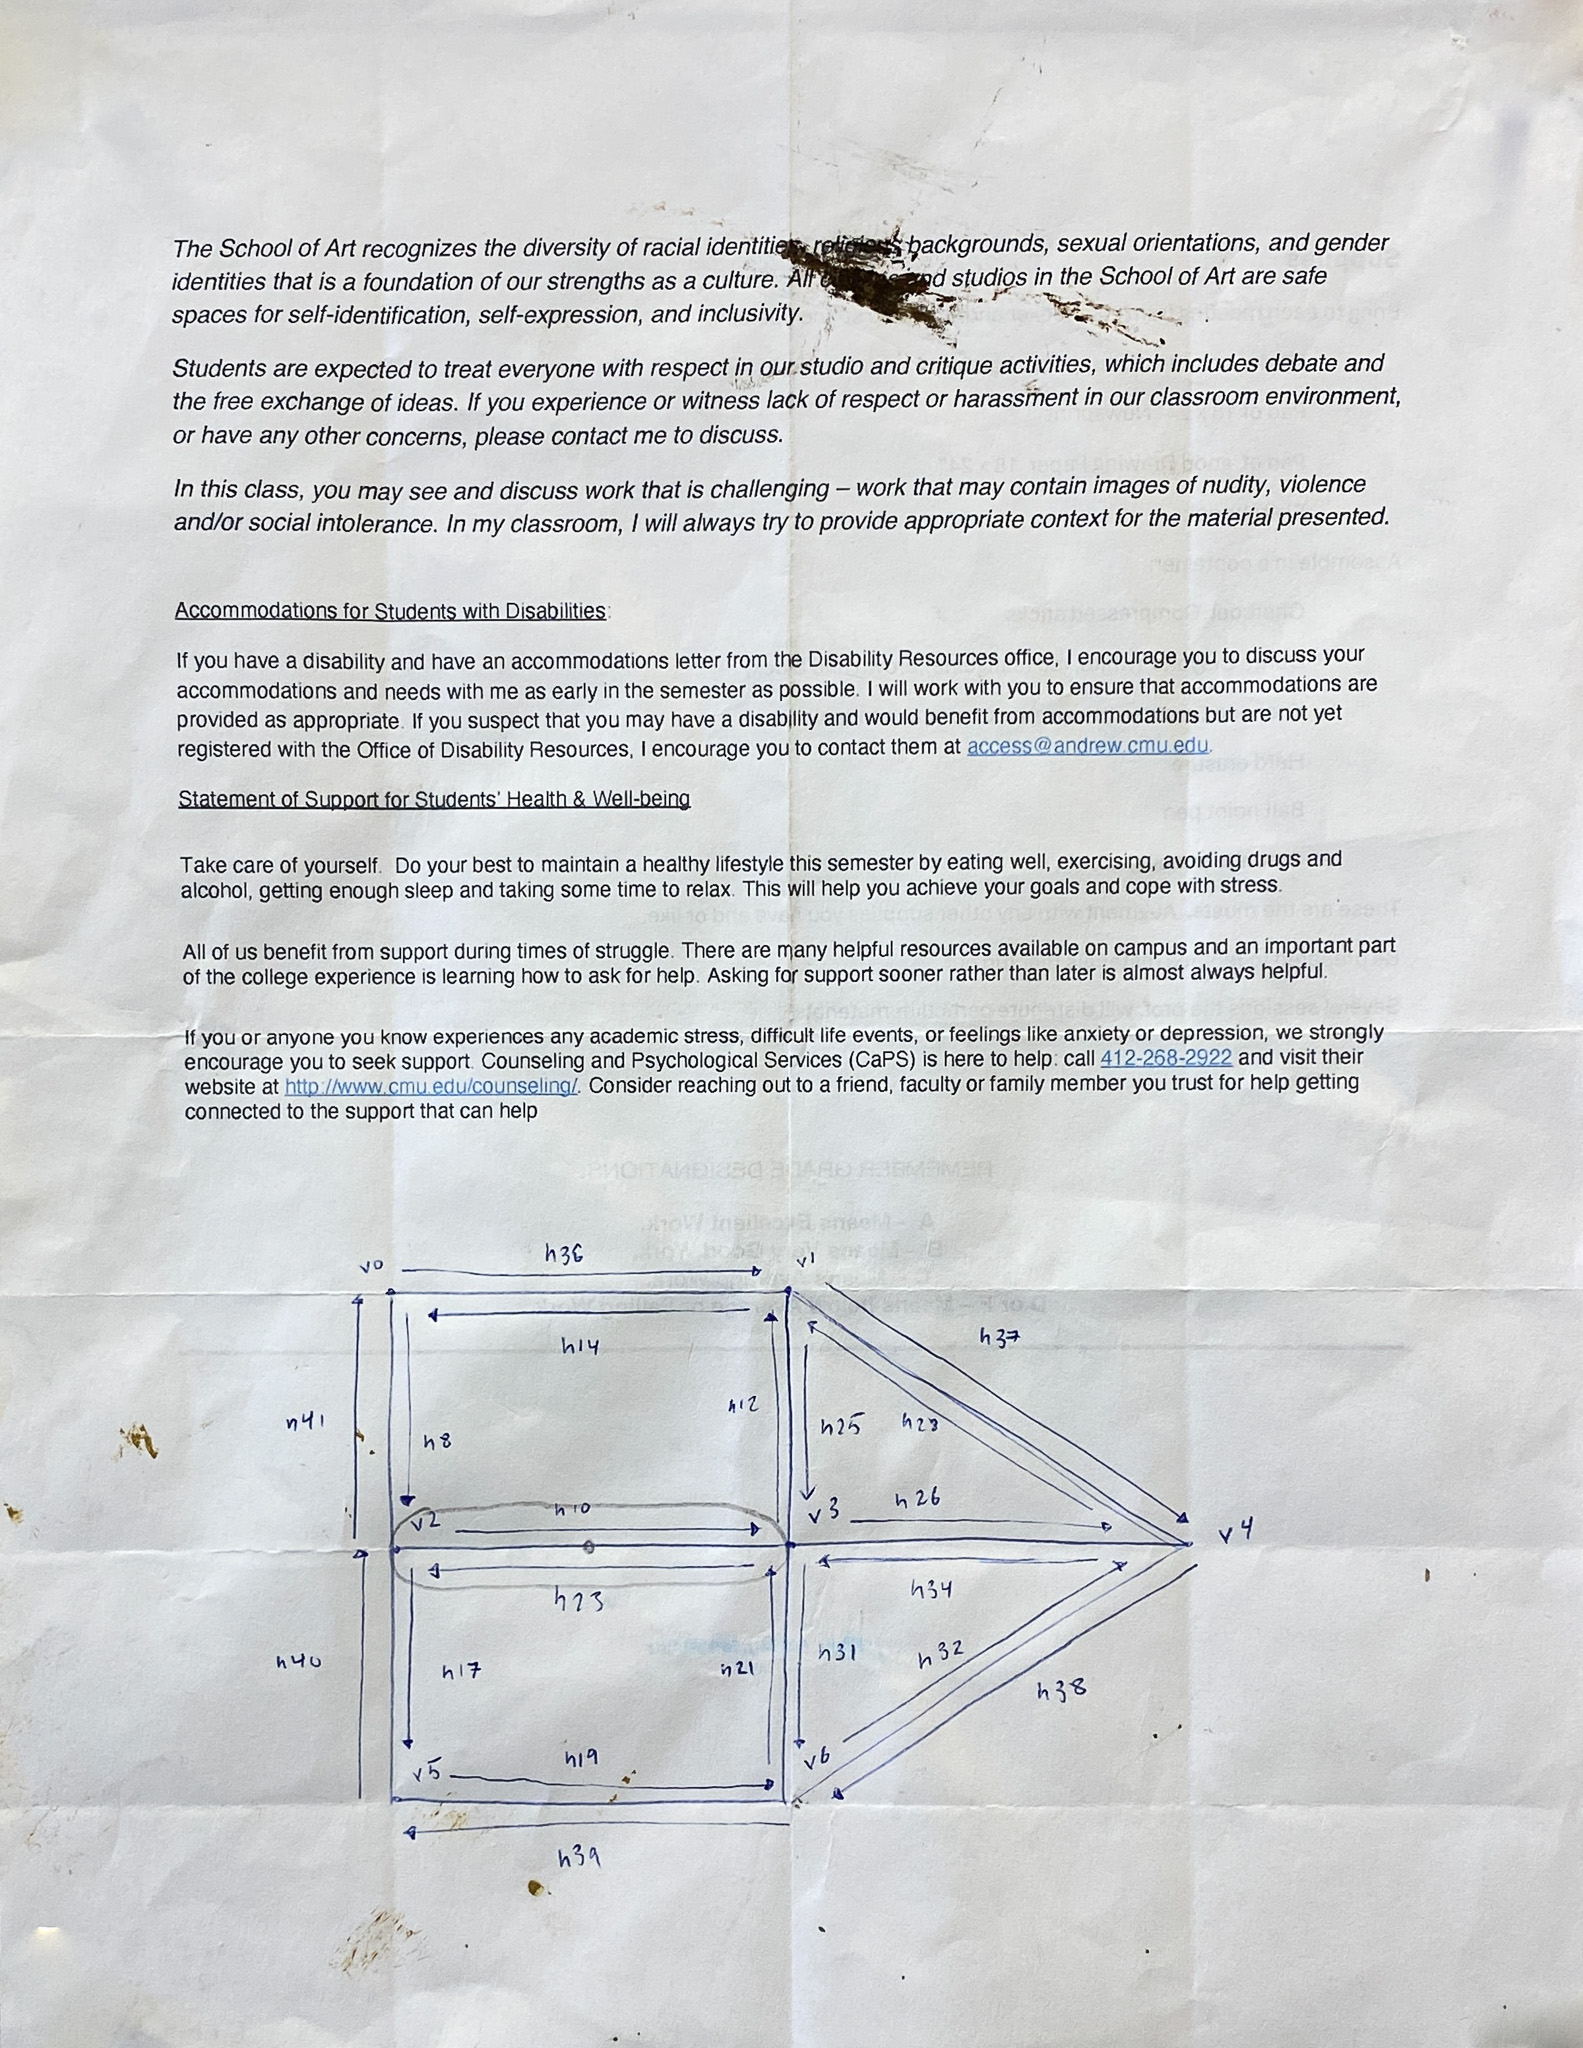 The School of Art recognizes the diversity of racial identities, religious backgrounds, sexual orientations, and gender
identities that is a foundation of our strengths as a culture. All and studios in the School of Art are safe
spaces for self-identification, self-expression, and inclusivity.
Students are expected to treat everyone with respect in our studio and critique activities, which includes debate and
the free exchange of ideas. If you experience or witness lack of respect or harassment in our classroom environment,
or have any other concerns, please contact me to discuss.
In this class, you may see and discuss work that is challenging – work that may contain images of nudity, violence
and/or social intolerance. In my classroom, I will always try to provide appropriate context for the material presented.
Accommodations for Students with Disabilities:
If you have a disability and have an accommodations letter from the Disability Resources office, I encourage you to discuss your
accommodations and needs with me as early in the semester as possible. I will work with you to ensure that accommodations are
provided as appropriate. If you suspect that you may have a disability and would benefit from accommodations but are not yet
registered with the Office of Disability Resources, I encourage you to contact them at access@andrew.cmu.edu.
Statement of Support for Students' Health & Well-being
Take care of yourself. Do your best to maintain a healthy lifestyle this semester by eating well, exercising, avoiding drugs and
alcohol, getting enough sleep and taking some time to relax. This will help you achieve your goals and cope with stress.
All of us benefit from support during times of struggle. There are many helpful resources available on campus and an important part
of the college experience is learning how to ask for help. Asking for support sooner rather than later is almost always helpful.
If you or anyone you know experiences any academic stress, difficult life events, or feelings like anxiety or depression, we strongly
encourage you to seek support. Counseling and Psychological Services (CaPS) is here to help: call 412-268-2922 and visit their
website at http://www.cmu.edu/counseling/. Consider reaching out to a friend, faculty or family member you trust for help getting
connected to the support that can help
v0 h36 v1
h14 h37
h41 h8 h12 h25 h28
v2 h10 v3 h26 v4
h23 h34
h40 h17 h21 h31 h32 h38
v5 h19 v6
h39